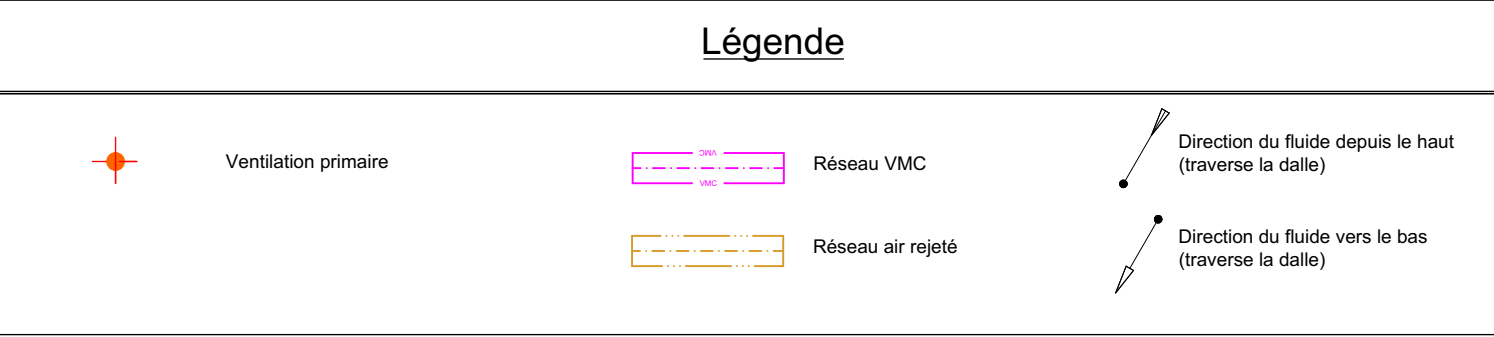 Légende
Ventilation primaire
VMC
VMC
Réseau VMC
Réseau air rejeté
Direction du fluide depuis le haut
(traverse la dalle)
Direction du fluide vers le bas
(traverse la dalle)